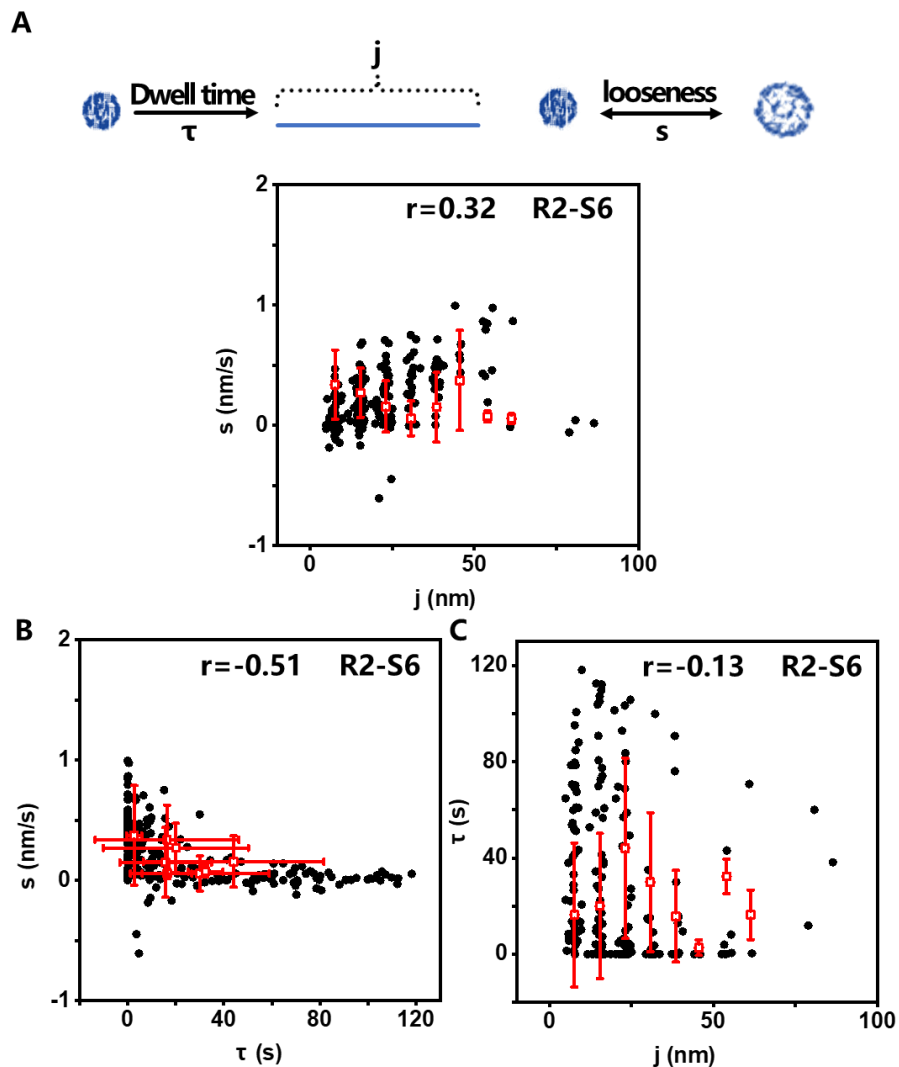 A
j
Dwell time
τ
looseness
s
r=0.32 R2-S6
2
1
0
-1
s (nm/s)
0 50 100
j (nm)
B
r=-0.51 R2-S6
2
1
0
-1
s (nm/s)
0 40 80 120
τ (s)
C
r=-0.13 R2-S6
120
80
40
0
τ (s)
0 50 100
j (nm)